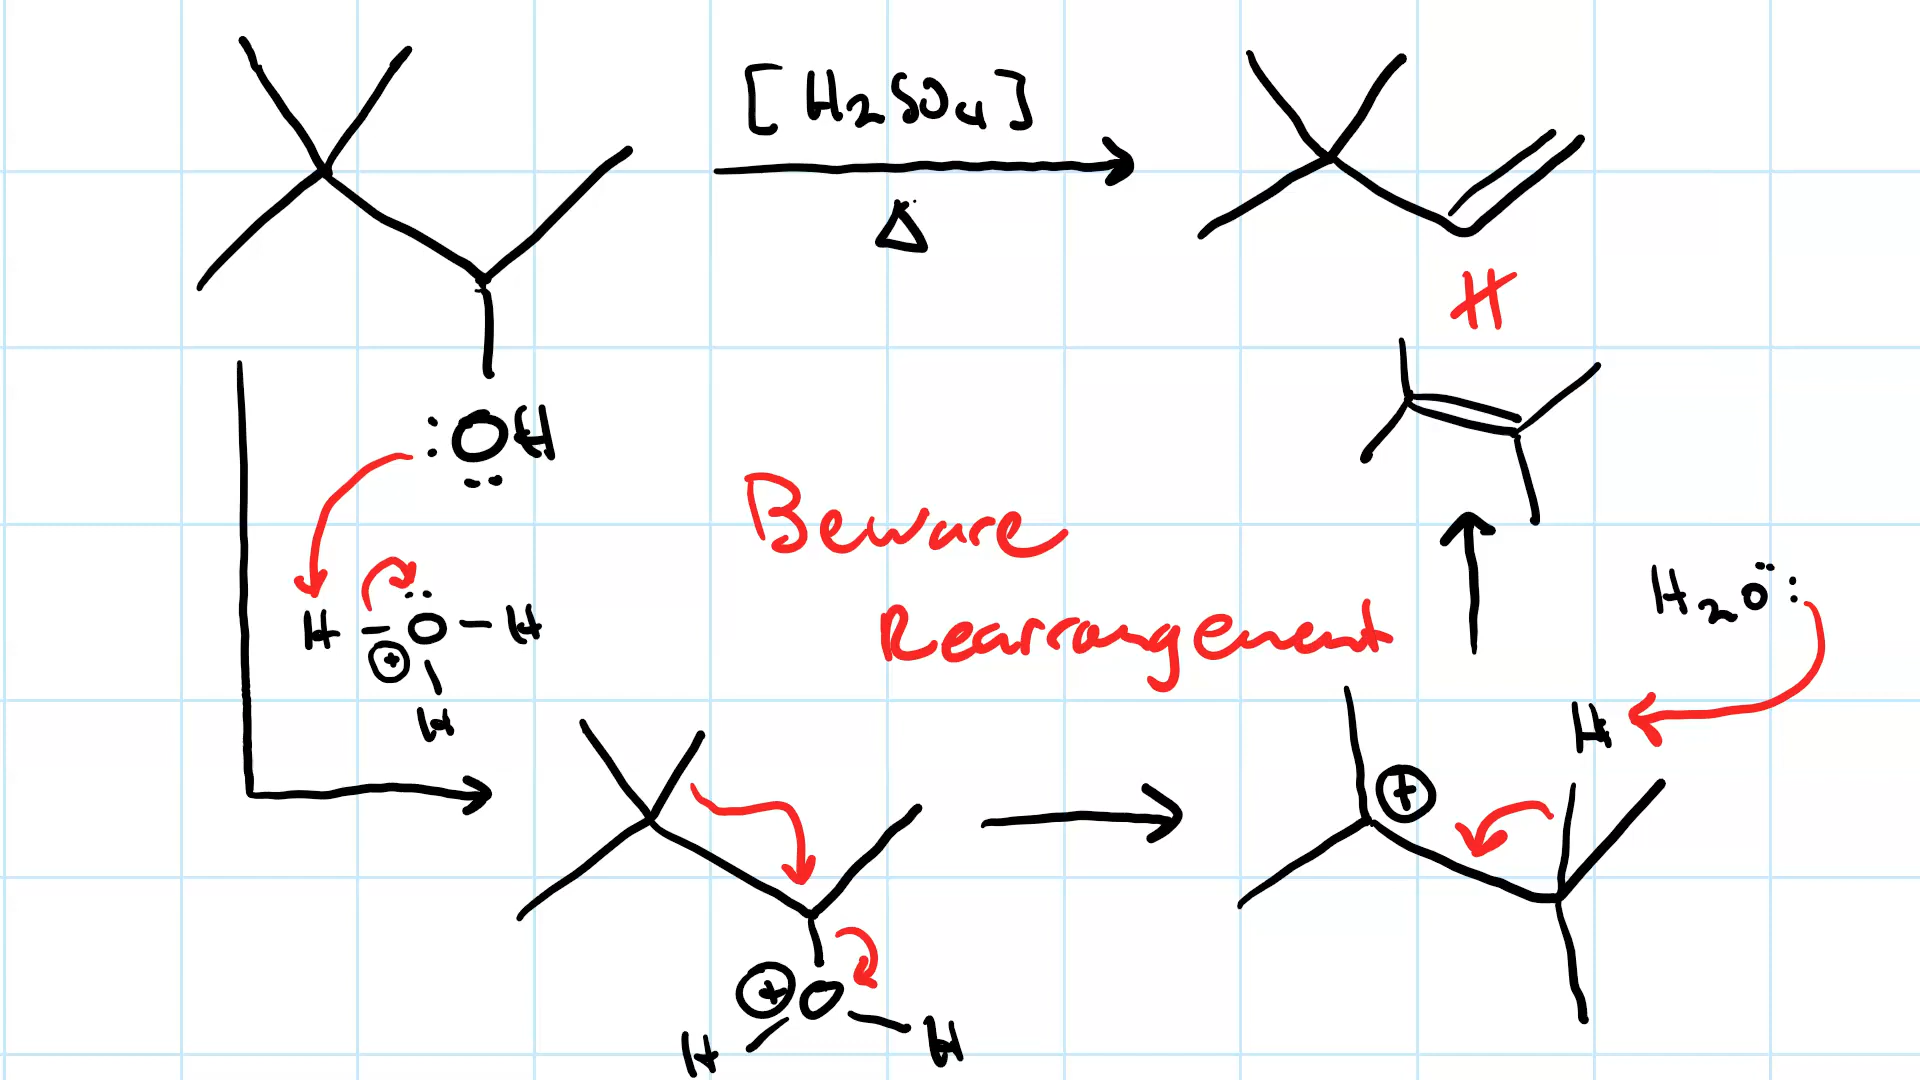 [H₂SO₄]
Δ
H
:OH
Beware
Rearrangement
H₂O:
H - O - H
+
H
H
+
+ O
H H